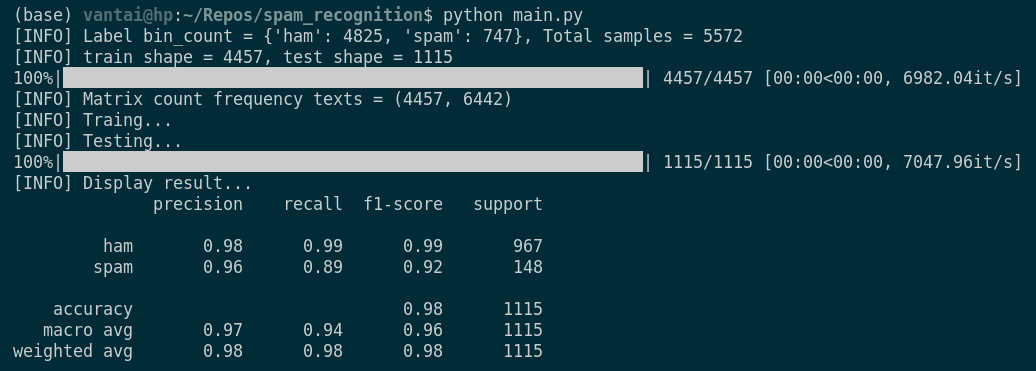 (base) vantai@hp:~/Repos/spam_recognition$ python main.py
[INFO] Label bin_count = {'ham': 4825, 'spam': 747}, Total samples = 5572
[INFO] train shape = 4457, test shape = 1115
100%|██████████████████████████████████████████████████████████| 4457/4457 [00:00<00:00, 6982.04it/s]
[INFO] Matrix count frequency texts = (4457, 6442)
[INFO] Traing...
[INFO] Testing...
100%|██████████████████████████████████████████████████████████| 1115/1115 [00:00<00:00, 7047.96it/s]
[INFO] Display result...
              precision    recall  f1-score   support

         ham       0.98      0.99      0.99       967
        spam       0.96      0.89      0.92       148

    accuracy                           0.98      1115
   macro avg       0.97      0.94      0.96      1115
weighted avg       0.98      0.98      0.98      1115